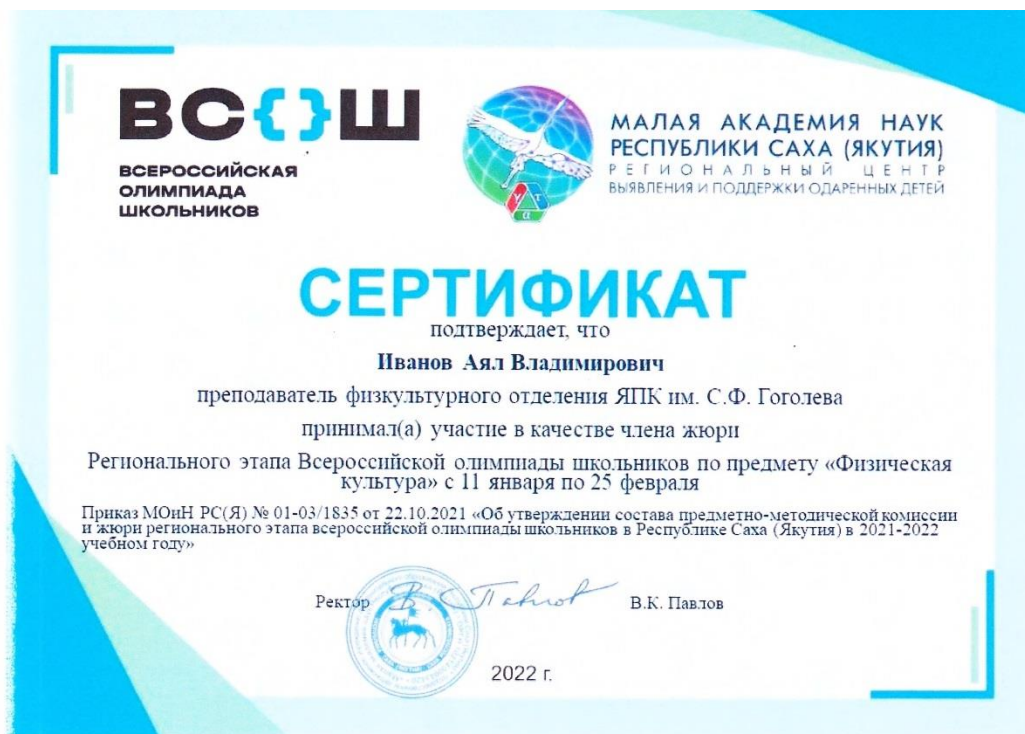 ВС{}Ш
ВСЕРОССИЙСКАЯ
ОЛИМПИАДА
ШКОЛЬНИКОВ
МАЛАЯ АКАДЕМИЯ НАУК
РЕСПУБЛИКИ САХА (ЯКУТИЯ)
РЕГИОНАЛЬНЫЙ ЦЕНТР
ВЫЯВЛЕНИЯ И ПОДДЕРЖКИ ОДАРЕННЫХ ДЕТЕЙ
СЕРТИФИКАТ
подтверждает, что
Иванов Аял Владимирович
преподаватель физкультурного отделения ЯПК им. С.Ф. Гоголева
принимал(а) участие в качестве члена жюри
Регионального этапа Всероссийской олимпиады школьников по предмету «Физическая
культура» с 11 января по 25 февраля
Приказ МОиН РС(Я) № 01-03/1835 от 22.10.2021 «Об утверждении состава предметно-методической комиссии
и жюри регионального этапа всероссийской олимпиады школьников в Республике Саха (Якутия) в 2021-2022
учебном году»
Ректор В Павлов В.К. Павлов
2022 г.